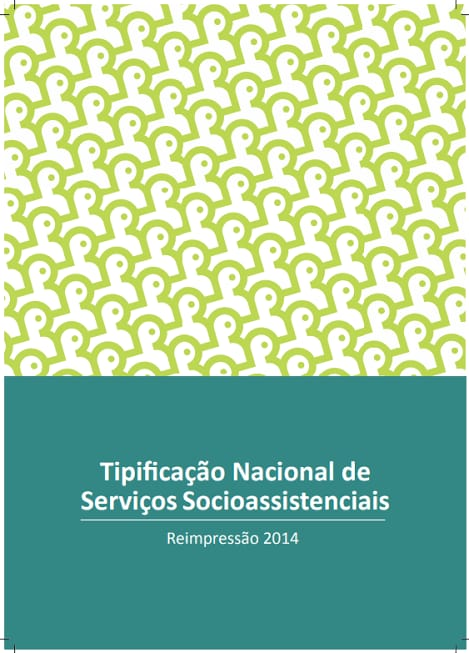 Tipificação Nacional de
Serviços Socioassistenciais
Reimpressão 2014